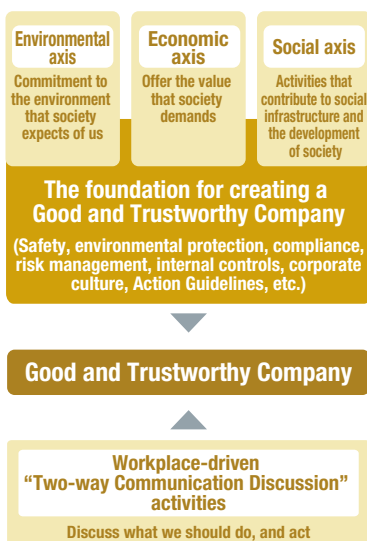 Environmental
axis
Commitment to
the environment
that society
expects of us
Economic
axis
Offer the value
that society
demands
Social axis
Activities that
contribute to social
infrastructure and
the development
of society
The foundation for creating a
Good and Trustworthy Company
(Safety, environmental protection, compliance,
risk management, internal controls, corporate
culture, Action Guidelines, etc.)
Good and Trustworthy Company
Workplace-driven
“Two-way Communication Discussion”
activities
Discuss what we should do, and act